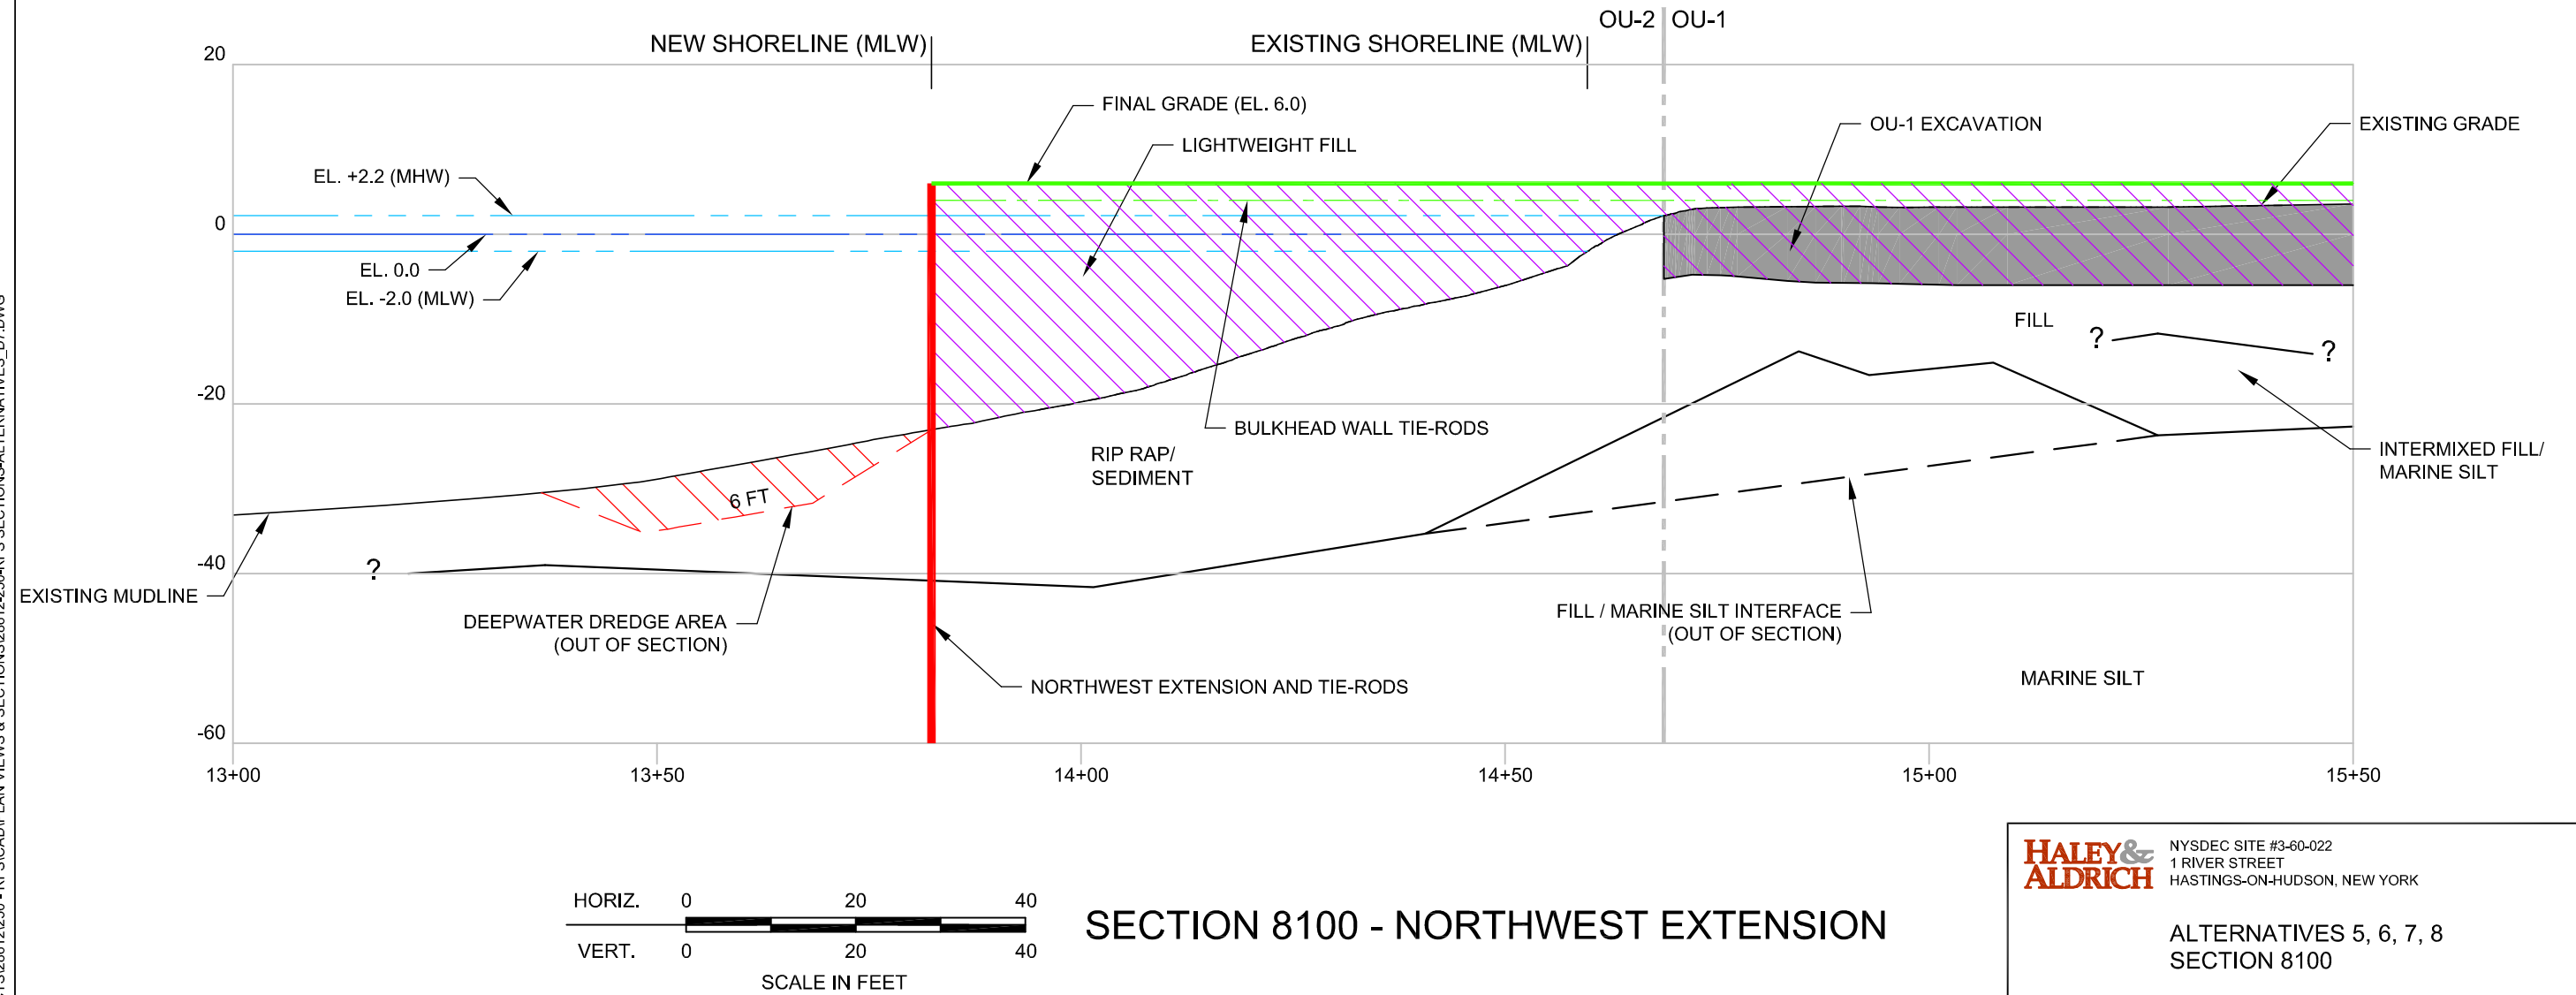 OU-2 OU-1
NEW SHORELINE (MLW)
EXISTING SHORELINE (MLW)
20
FINAL GRADE (EL. 6.0)
LIGHTWEIGHT FILL
OU-1 EXCAVATION
EXISTING GRADE
EL. +2.2 (MHW)
0
EL. 0.0
EL. -2.0 (MLW)
FILL
?
?
-20
BULKHEAD WALL TIE-RODS
RIP RAP/
SEDIMENT
INTERMIXED FILL/
MARINE SILT
6 FT
-40
?
EXISTING MUDLINE
DEEPWATER DREDGE AREA
(OUT OF SECTION)
FILL / MARINE SILT INTERFACE
(OUT OF SECTION)
NORTHWEST EXTENSION AND TIE-RODS
MARINE SILT
-60
13+00 13+50 14+00 14+50 15+00 15+50
HORIZ. 0 20 40
VERT. 0 20 40
SCALE IN FEET
SECTION 8100 - NORTHWEST EXTENSION
HALEY&
ALDRICH
NYSDEC SITE #3-60-022
1 RIVER STREET
HASTINGS-ON-HUDSON, NEW YORK
ALTERNATIVES 5, 6, 7, 8
SECTION 8100